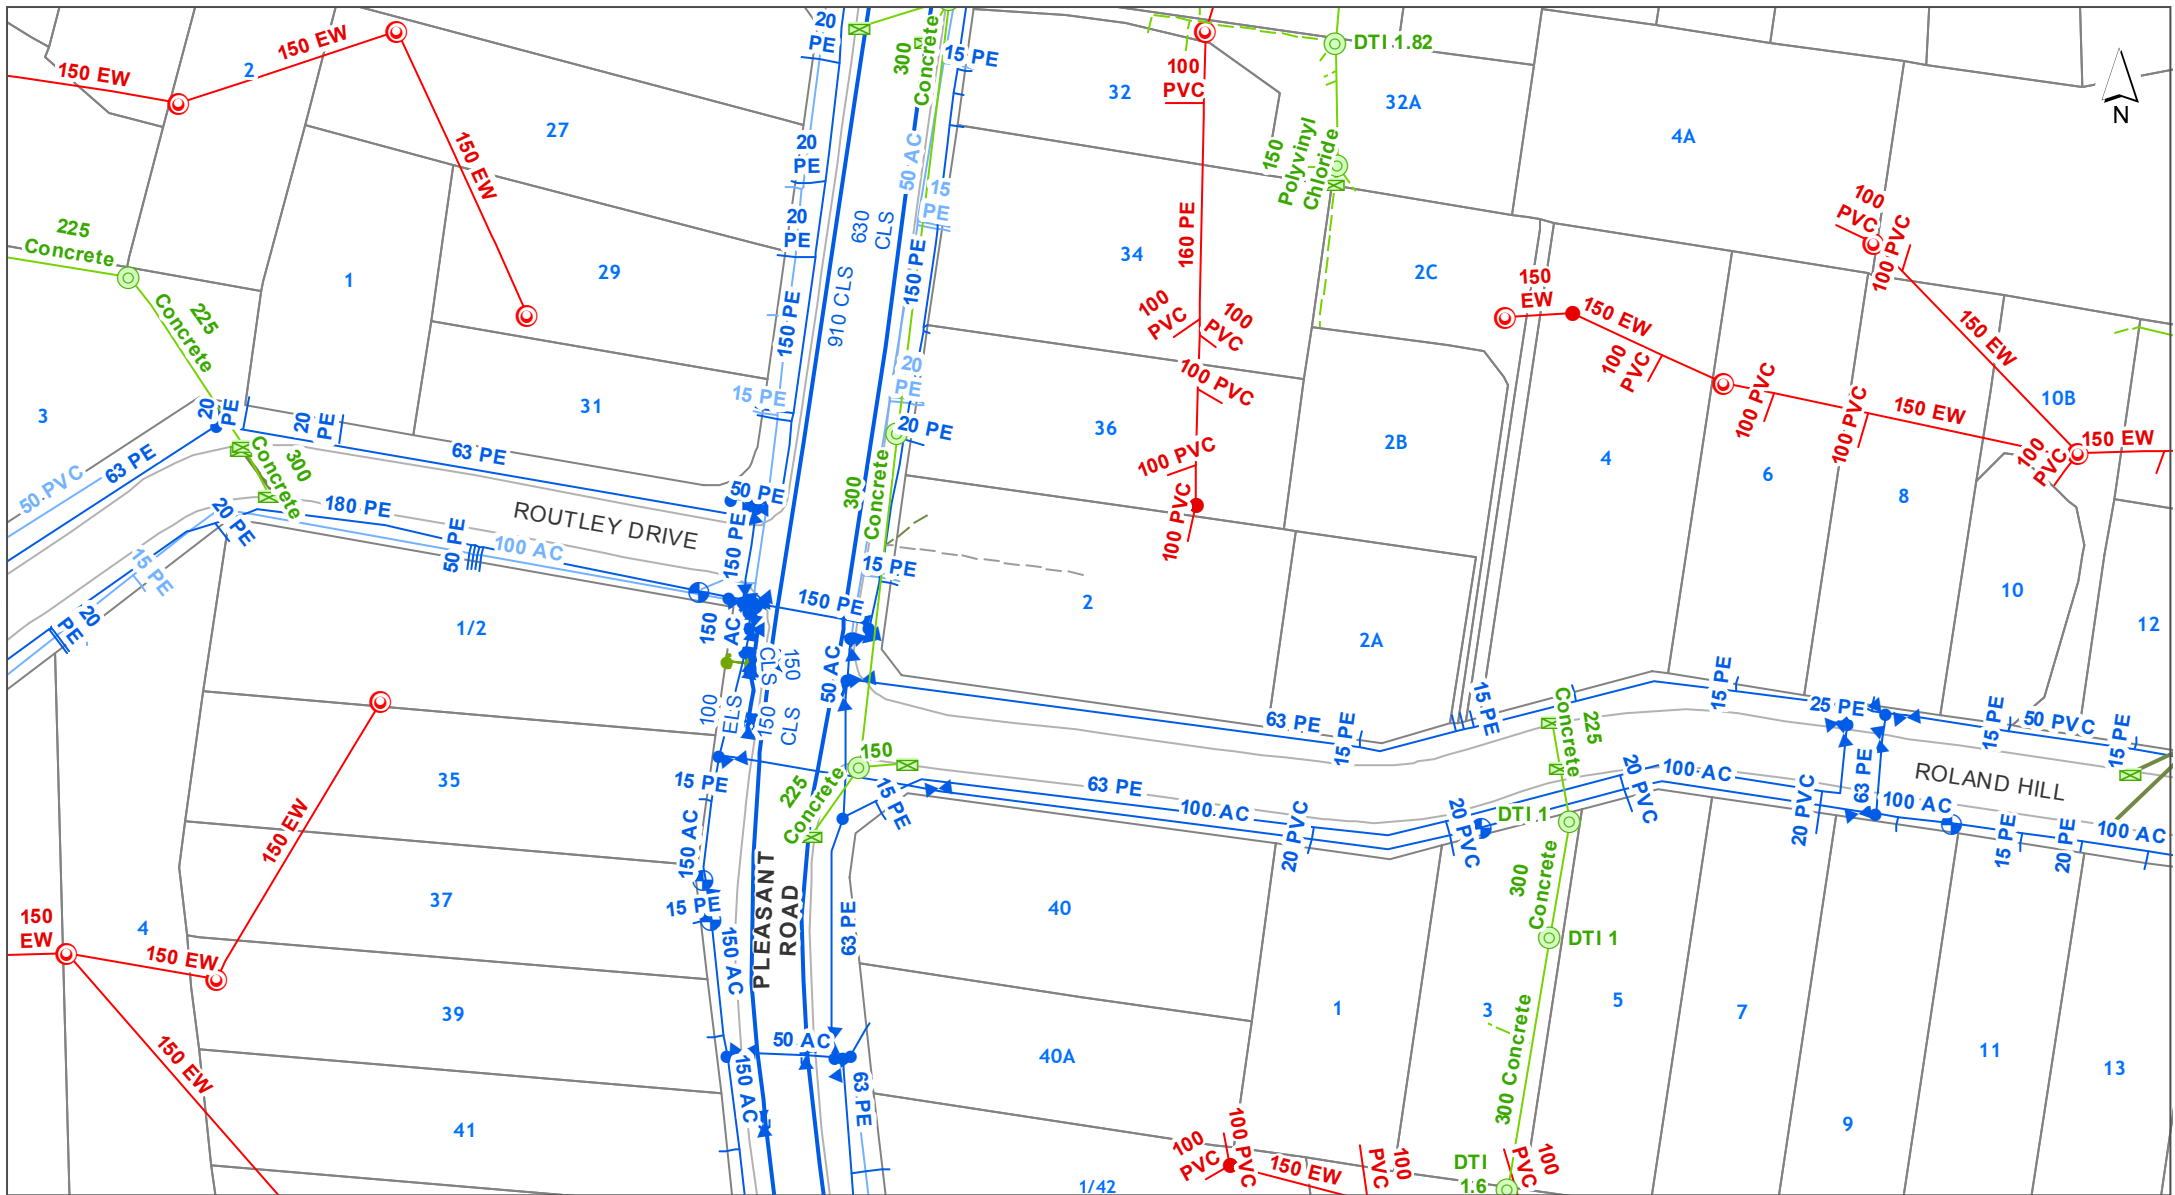 20
PE
300
Concrete
15 PE
DTI 1.82
150 EW
150 EW
2
100
PVC
32
32A
4A
N
27
150 EW
20
PE
50 AC
15
PE
150
Polyvinyl
Chloride
100
PVC
100 PVC
225
Concrete
20
PE
630
CLS
150 PE
34
160 PE
2C
1
29
910 CLS
150 PE
225
Concrete
100
PVC
100
PVC
150
EW
150 EW
100
PVC
150 EW
3
31
15 PE
20
PE
100 PVC
100 PVC
100 PVC
150 EW
10B
20
PE
20
PE
63 PE
20 PE
36
2B
4
6
8
100
PVC
150 EW
50 PVC
63 PE
300
Concrete
50 PE
300
Concrete
100 PVC
100 PVC
180 PE
20 PE
ROUTLEY DRIVE
50 PE
100 AC
150 PE
15 PE
15 PE
20
PE
1/2
150
AC
150 PE
2
2A
10
12
CLS
150
50 AC
100
ELS
150
CLS
63 PE
15 PE
15 PE
15 PE
225
Concrete
25 PE
15 PE
50 PVC
15 PE
35
15 PE
150
225
Concrete
15 PE
63 PE
100 AC
20 PVC
20 PVC
DTI 1
20 PVC
100 AC
20 PVC
63 PE
100 AC
ROLAND HILL
15 PE
20 PE
100 AC
150 EW
150 AC
37
15 PE
PLEASANT
ROAD
40
300
Concrete
DTI 1
150
EW
4
150 EW
150 AC
63 PE
39
50 AC
40A
1
3
300 Concrete
5
7
11
13
150 EW
150 AC
63 PE
41
9
100
PVC
100 PVC
150 EW
PVC
100
DTI
1.6
100
PVC
1/42